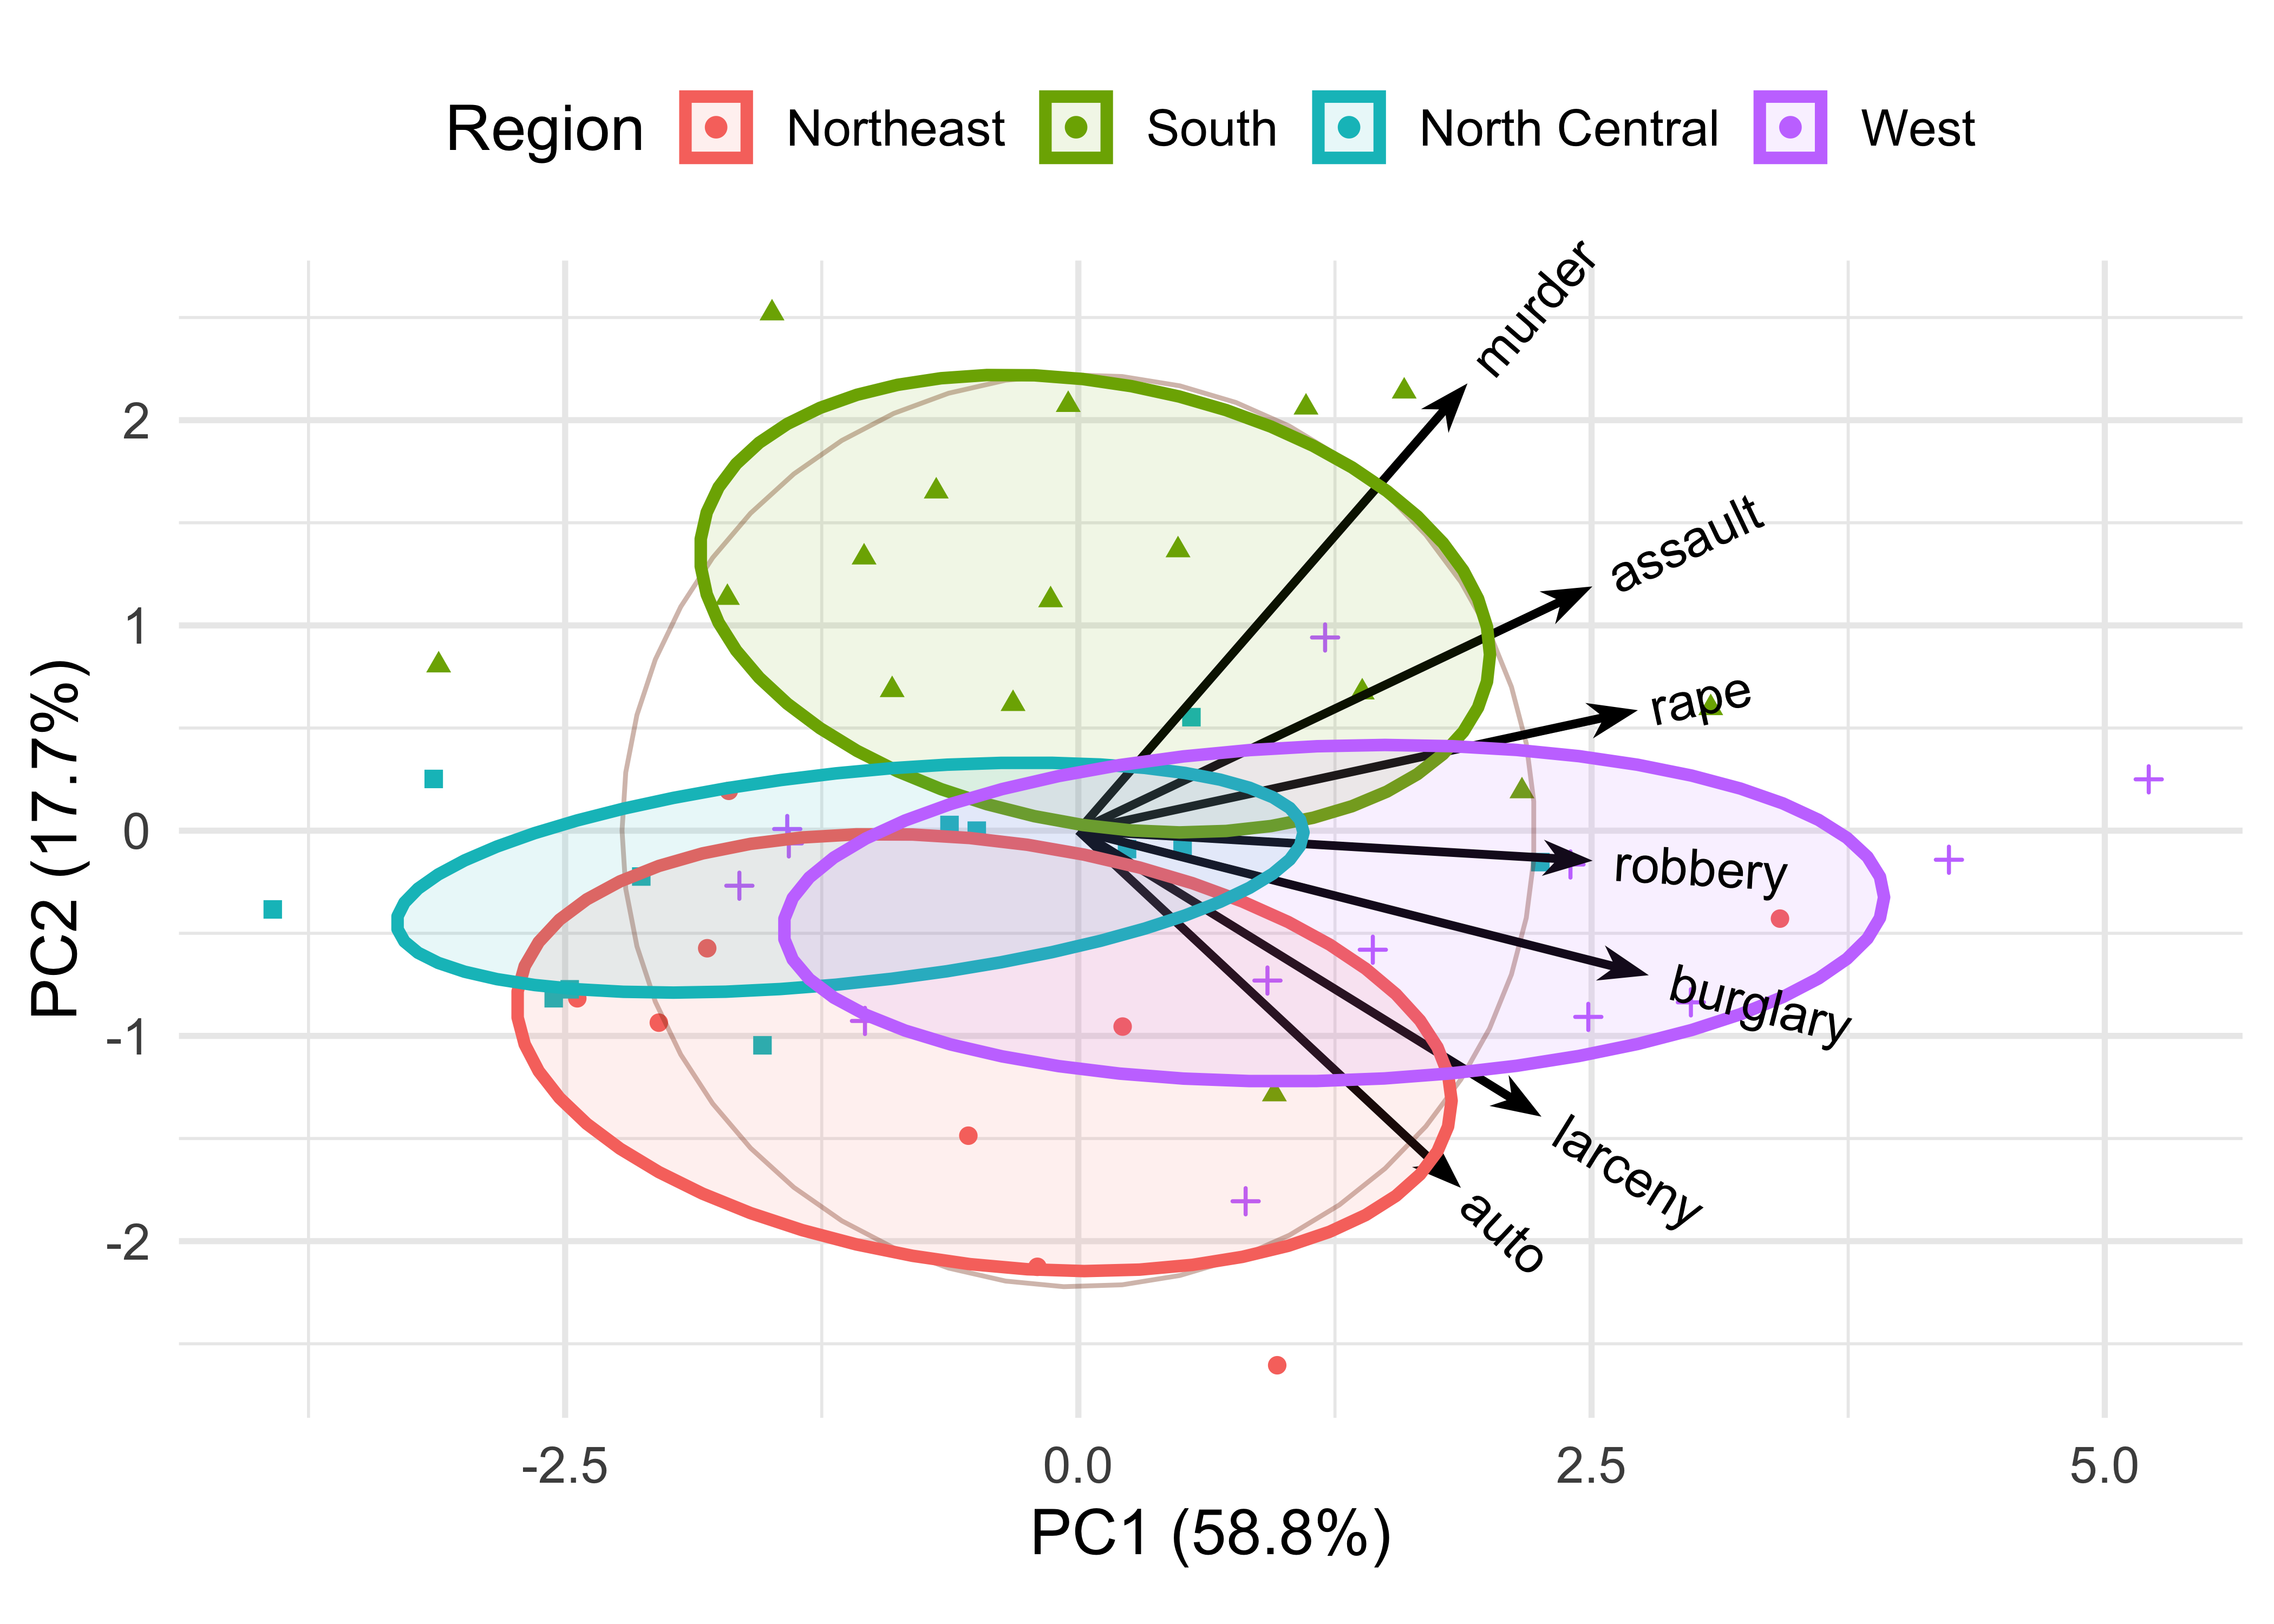 Region Northeast South North Central West
murder
assault
rape
robbery
burglary
larceny
auto
2
1
0
-1
-2
PC2 (17.7%)
-2.5 0.0 2.5 5.0
PC1 (58.8%)